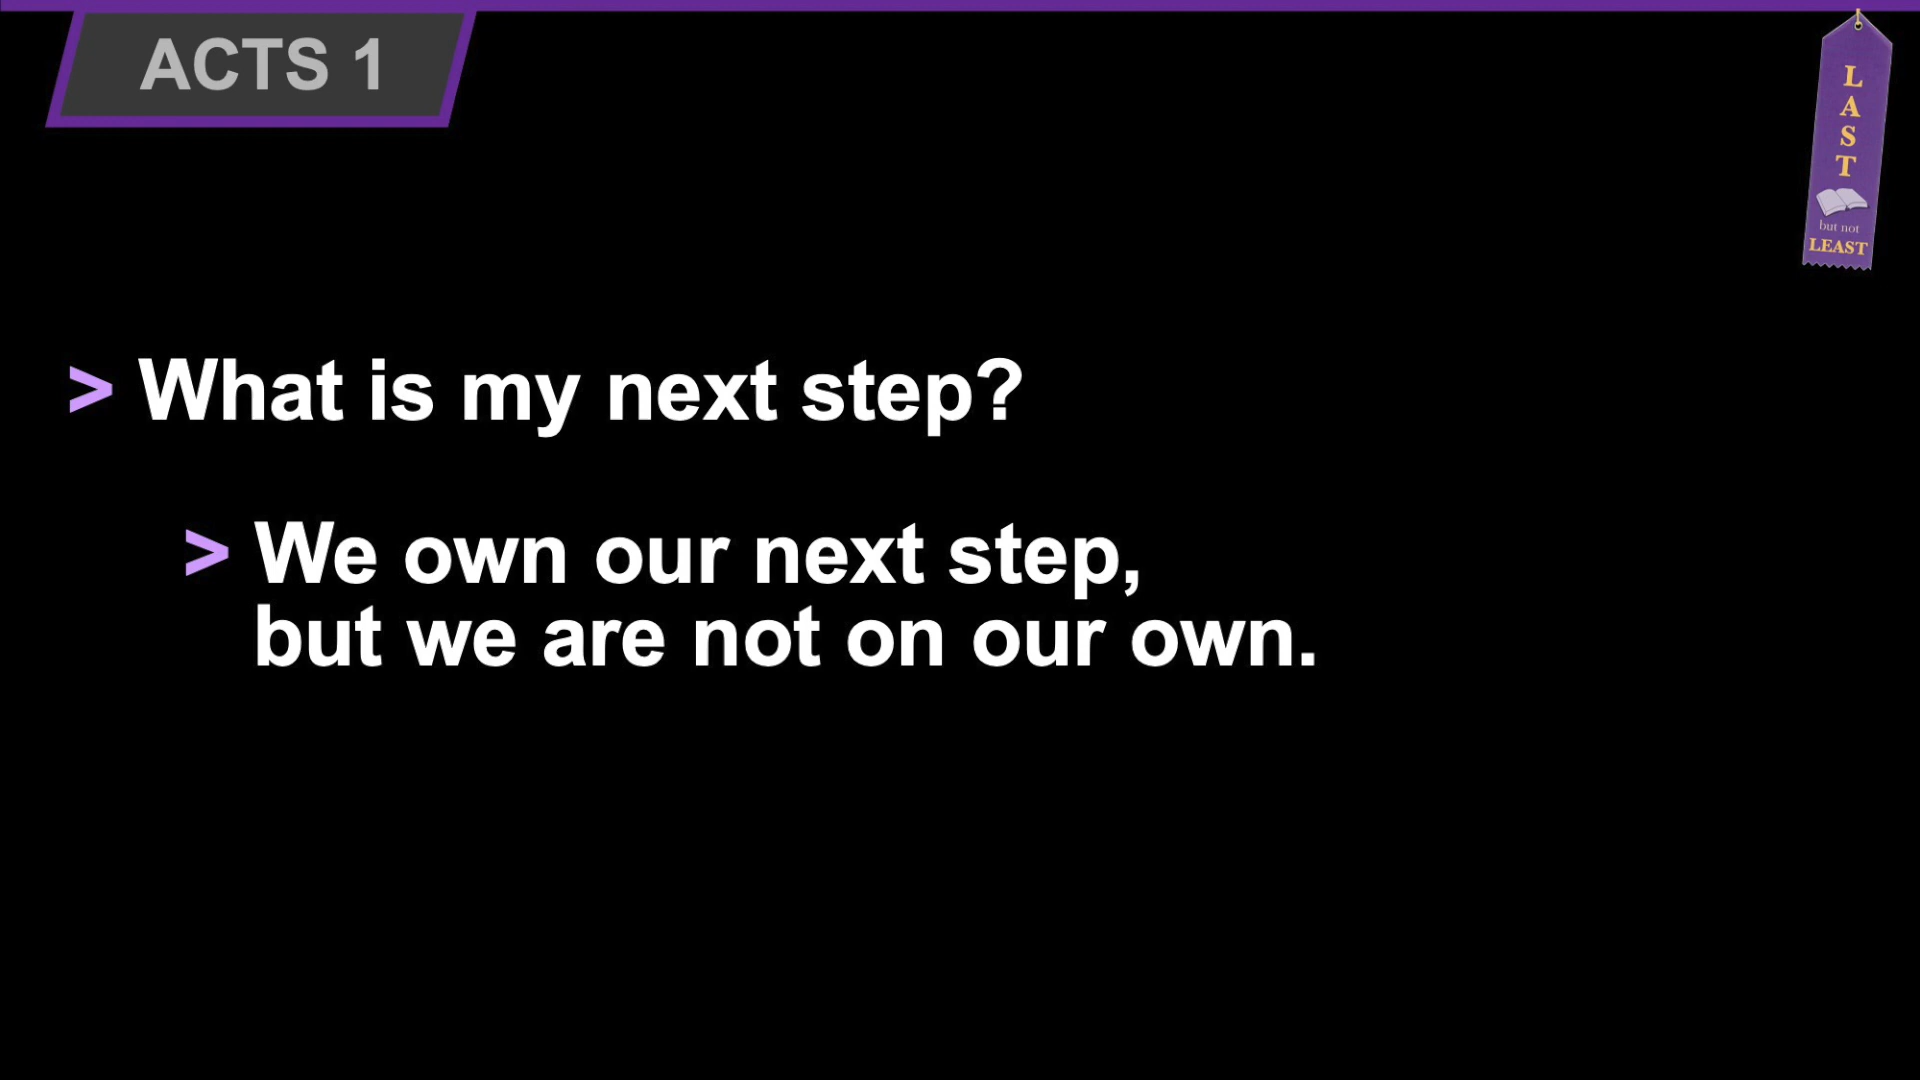 ACTS 1
L
A
S
T
but not
LEAST
> What is my next step?
> We own our next step,
but we are not on our own.